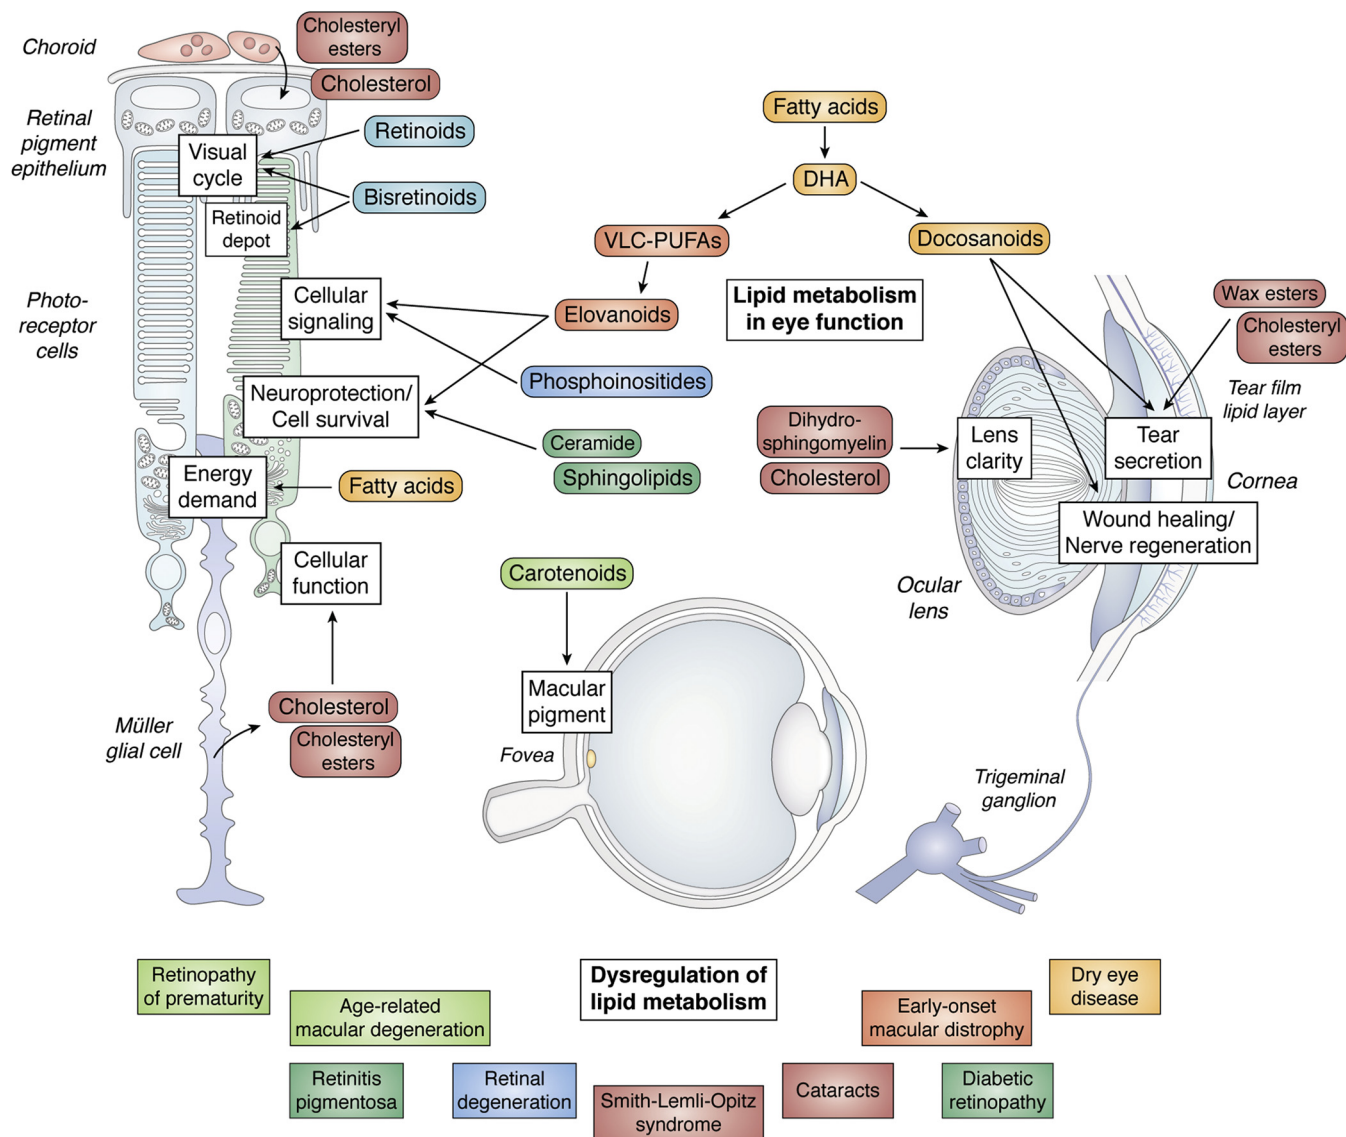 Choroid
Cholesteryl
esters
Cholesterol
Retinal
pigment
epithelium
Retinoids
Visual
cycle
Bisretinoids
Retinoid
depot
Photo-
receptor
cells
Cellular
signaling
Neuroprotection/
Cell survival
Energy
demand
Fatty acids
Cellular
function
Cholesterol
Cholesteryl
esters
Müller
glial cell
Fatty acids
DHA
VLC-PUFAs
Docosanoids
Elovanoids
Lipid metabolism
in eye function
Phosphoinositides
Ceramide
Sphingolipids
Dihydro-
sphingomyelin
Cholesterol
Lens
clarity
Wax esters
Cholesteryl
esters
Tear film
lipid layer
Tear
secretion
Cornea
Wound healing/
Nerve regeneration
Ocular
lens
Carotenoids
Macular
pigment
Fovea
Trigeminal
ganglion
Dysregulation of
lipid metabolism
Retinopathy
of prematurity
Age-related
macular degeneration
Early-onset
macular distrophy
Dry eye
disease
Retinitis
pigmentosa
Retinal
degeneration
Smith-Lemli-Opitz
syndrome
Cataracts
Diabetic
retinopathy